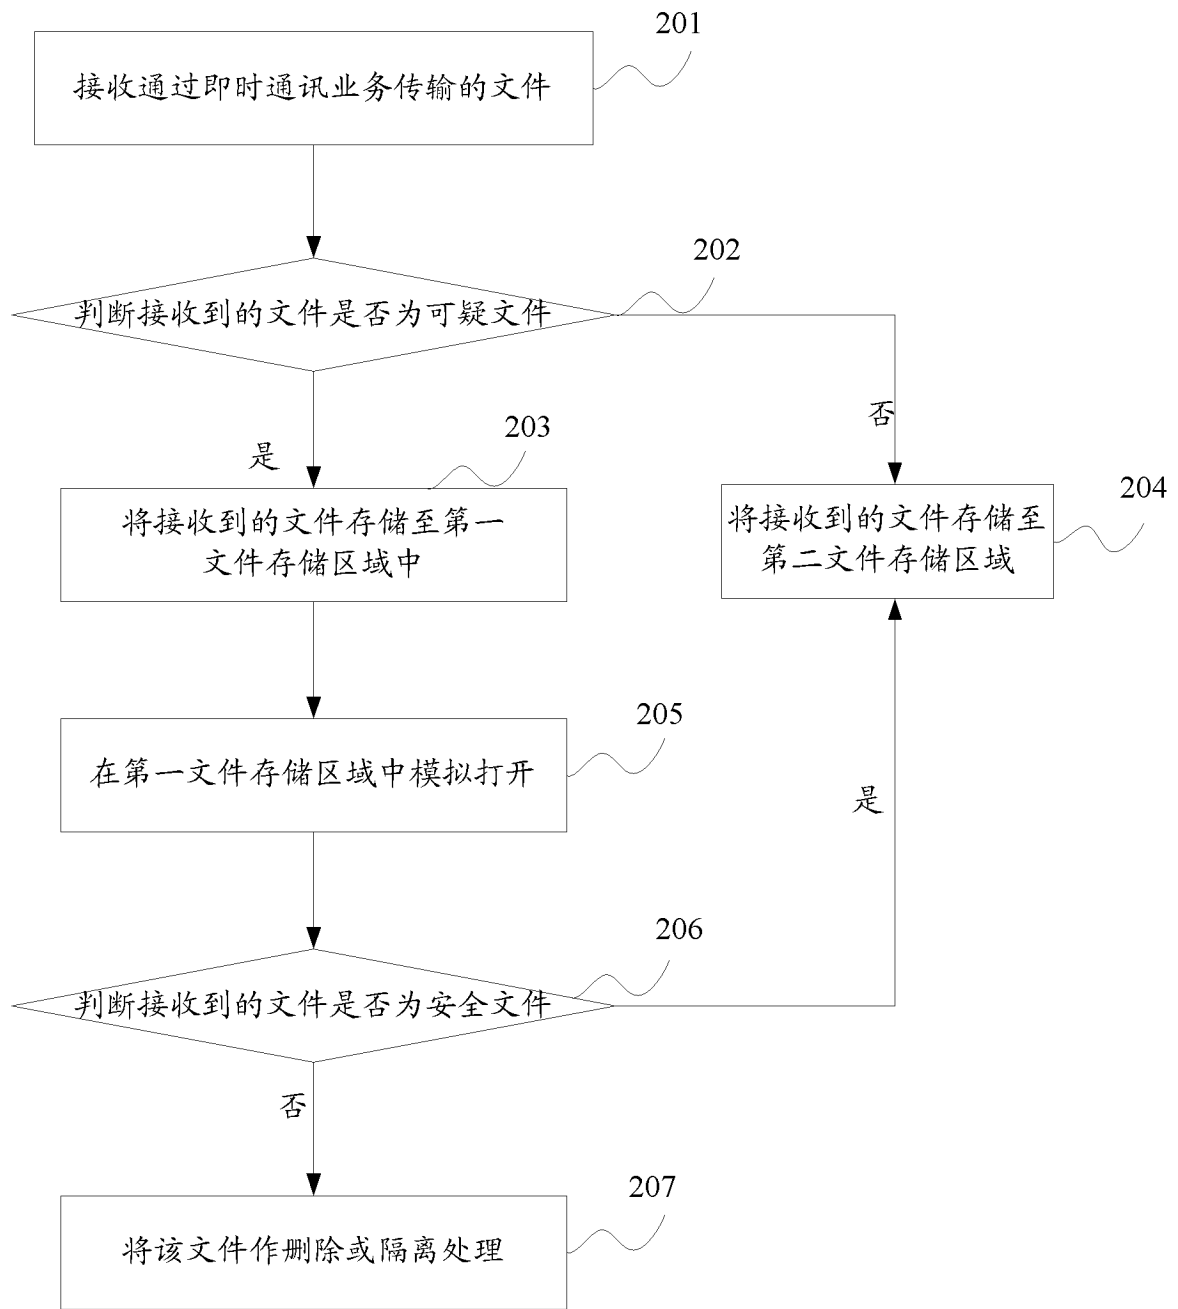 201
接收通过即时通讯业务传输的文件
202
判断接收到的文件是否为可疑文件
否
203
是
204
将接收到的文件存储至第一
文件存储区域中
将接收到的文件存储至
第二文件存储区域
205
在第一文件存储区域中模拟打开
是
206
判断接收到的文件是否为安全文件
否
207
将该文件作删除或隔离处理